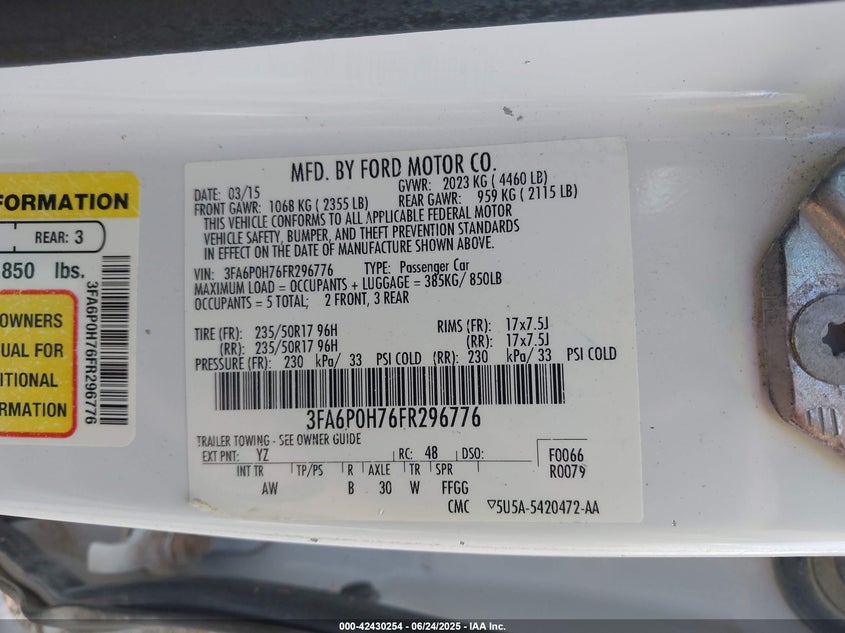 FORMATION
REAR: 3
850 lbs.
OWNERS
UAL FOR
ITIONAL
FORMATION
3FA6P0H76FR296776
MFD. BY FORD MOTOR CO.
DATE: 03/15 GVWR: 2023 KG ( 4460 LB)
FRONT GAWR: 1068 KG ( 2355 LB) REAR GAWR: 959 KG ( 2115 LB)
THIS VEHICLE CONFORMS TO ALL APPLICABLE FEDERAL MOTOR
VEHICLE SAFETY, BUMPER, AND THEFT PREVENTION STANDARDS
IN EFFECT ON THE DATE OF MANUFACTURE SHOWN ABOVE.
VIN: 3FA6P0H76FR296776 TYPE: Passenger Car
MAXIMUM LOAD = OCCUPANTS + LUGGAGE = 385KG/ 850LB
OCCUPANTS = 5 TOTAL; 2 FRONT, 3 REAR
TIRE (FR): 235/50R17 96H RIMS (FR): 17x7.5J
(RR): 235/50R17 96H (RR): 17x7.5J
PRESSURE (FR): 230 kPa/ 33 PSI COLD (RR): 230 kPa/ 33 PSI COLD
3FA6P0H76FR296776
TRAILER TOWING - SEE OWNER GUIDE
EXT PNT: YZ RC: 48 DSO: F0066
INT TR TP/PS R AXLE TR SPR R0079
AW B 30 W FFGG
CMC ▽5U5A-5420472-AA
000-42430254 - 06/24/2025 - IAA Inc.